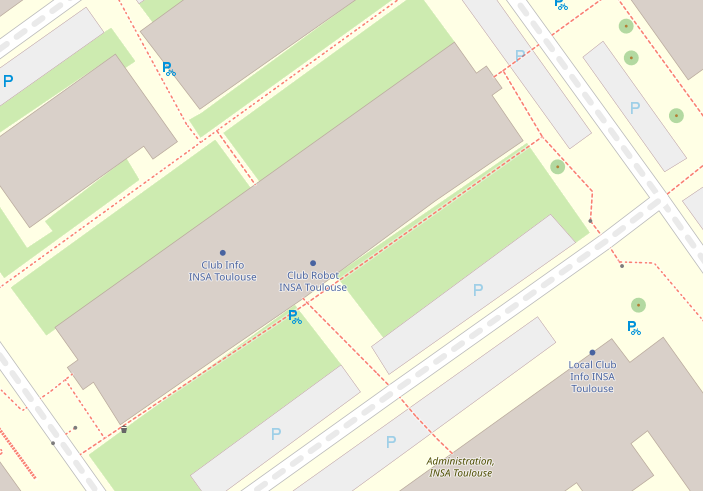 P
P
P
P
Club Info
INSA Toulouse
Club Robot
INSA Toulouse
P
P
P
P
Local Club
Info INSA
Toulouse
P
P
Administration,
INSA Toulouse